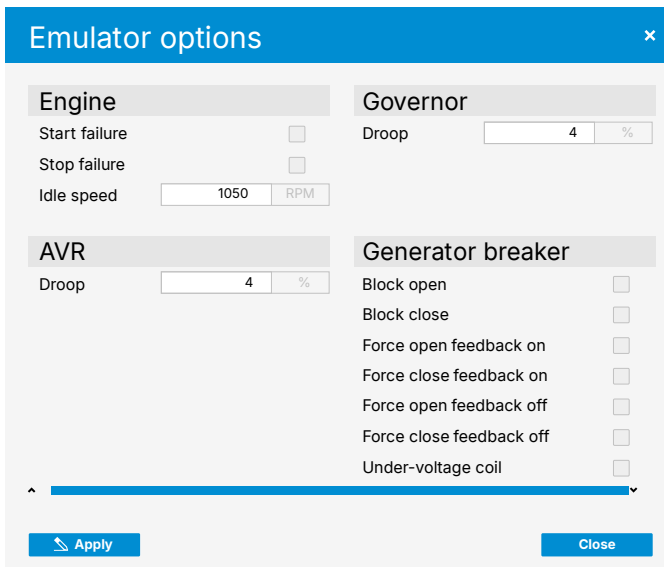 Emulator options
Engine
Start failure
Stop failure
Idle speed 1050 RPM
Governor
Droop 4 %
AVR
Droop 4 %
Generator breaker
Block open
Block close
Force open feedback on
Force close feedback on
Force open feedback off
Force close feedback off
Under-voltage coil
Apply
Close